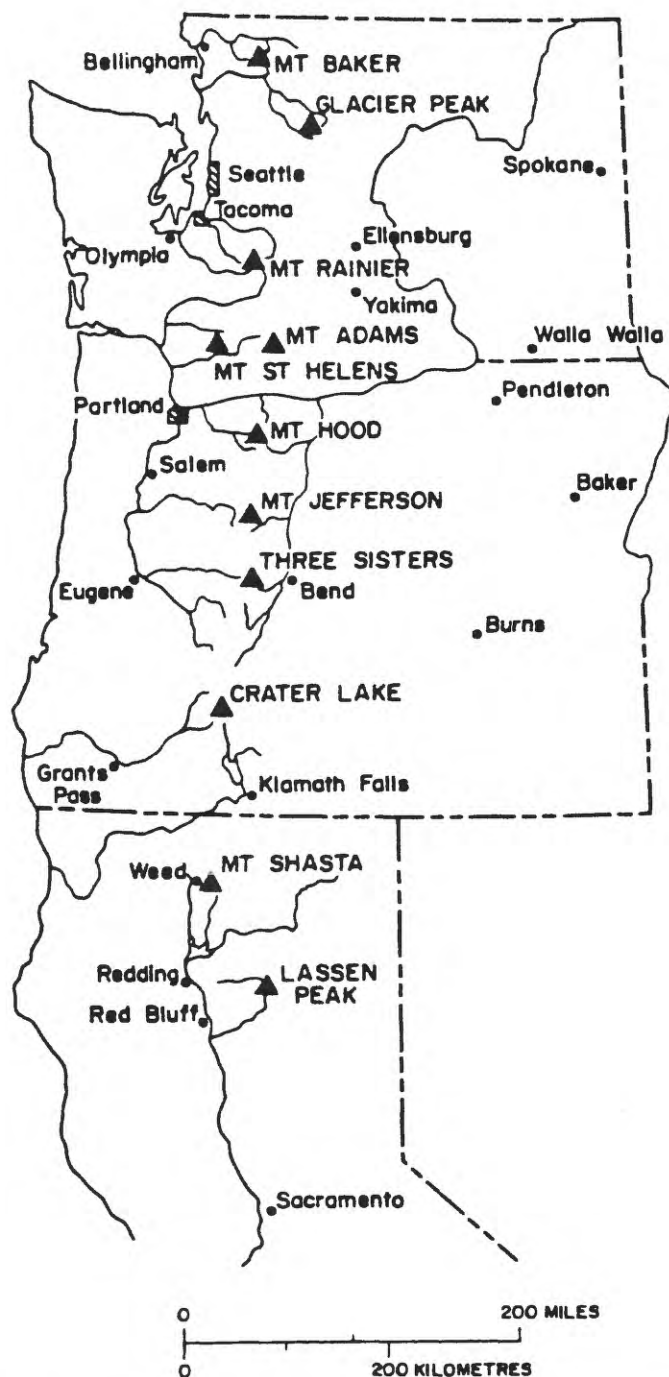 Bellingham
MT BAKER
GLACIER PEAK
Seattle
Spokane
Tacoma
Olympia
Ellensburg
MT RAINIER
Yakima
MT ADAMS
Walla Walla
MT ST HELENS
Partland
Pendleton
MT HOOD
Salem
Baker
MT JEFFERSON
THREE SISTERS
Eugene
Bend
Burns
CRATER LAKE
Grants
Pass
Klamath Falls
Weed
MT SHASTA
Redding
LASSEN
PEAK
Red Bluff
Sacramento
0
200 MILES
0
200 KILOMETRES